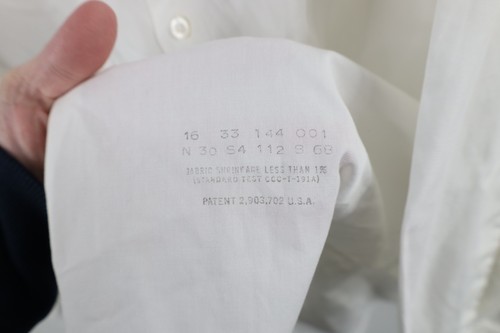 16 33 144 001
N 30 S4 112 S 68
FABRIC SHRINKAGE LESS THAN 1%
(STANDARD TEST CCC-T-191A)
PATENT 2,903,702 U.S.A.